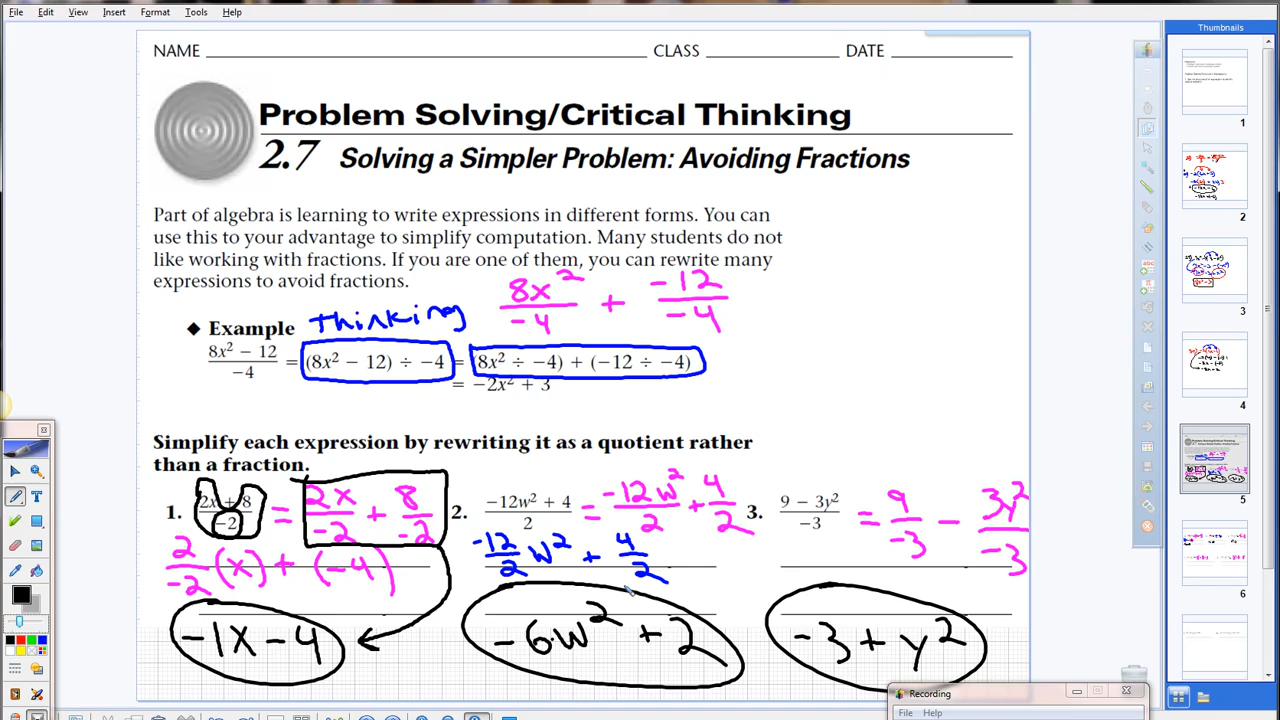 File Edit View Insert Format Tools Help
Thumbnails
NAME CLASS DATE
Problem Solving/Critical Thinking
2.7 Solving a Simpler Problem: Avoiding Fractions
Part of algebra is learning to write expressions in different forms. You can
use this to your advantage to simplify computation. Many students do not
like working with fractions. If you are one of them, you can rewrite many
expressions to avoid fractions.
8x²/-4 + -12/-4
◆ Example thinking
8x² − 12/-4 = (8x² − 12) ÷ −4 = (8x² ÷ −4) + (−12 ÷ −4)
= −2x² + 3
Simplify each expression by rewriting it as a quotient rather
than a fraction.
1. 2x + 8/-2 = 2x/-2 + 8/-2
2/-2 (x) + (-4)
-1x - 4
2. −12w² + 4/2 = -12w²/2 + 4/2
-12/2 w² + 4/2
-6·w² + 2
3. 9 − 3y²/−3 = 9/-3 - 3y²/-3
-3 + y²
1
2
3
4
5
6
Recording
File Help